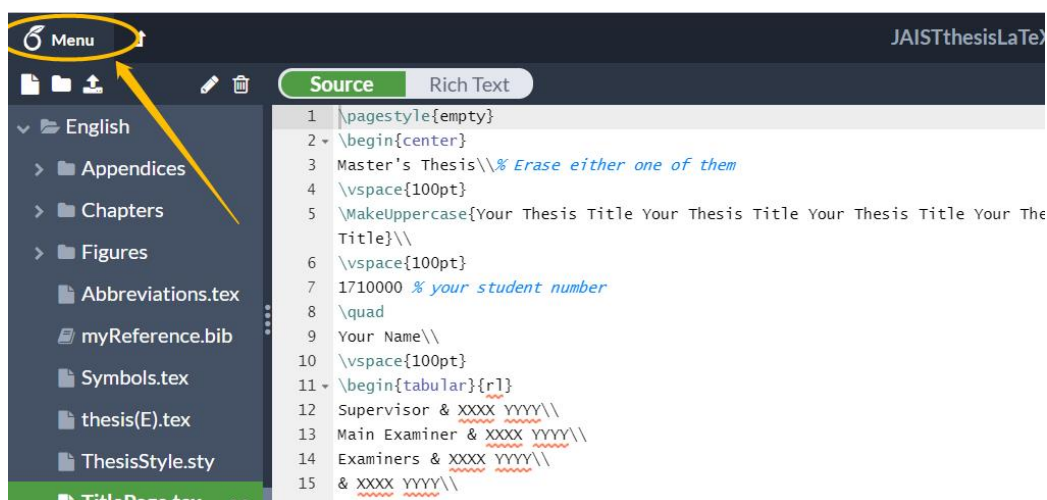 Menu
JAISTthesisLaTeX
Source Rich Text
English
Appendices
Chapters
Figures
Abbreviations.tex
myReference.bib
Symbols.tex
thesis(E).tex
ThesisStyle.sty
TitlePage.tex
1 \pagestyle{empty}
2 \begin{center}
3 Master's Thesis\\% Erase either one of them
4 \vspace{100pt}
5 \MakeUppercase{Your Thesis Title Your Thesis Title Your Thesis Title Your The
Title}\\
6 \vspace{100pt}
7 1710000 % your student number
8 \quad
9 Your Name\\
10 \vspace{100pt}
11 \begin{tabular}{rl}
12 Supervisor & XXXX YYYY\\
13 Main Examiner & XXXX YYYY\\
14 Examiners & XXXX YYYY\\
15 & XXXX YYYY\\